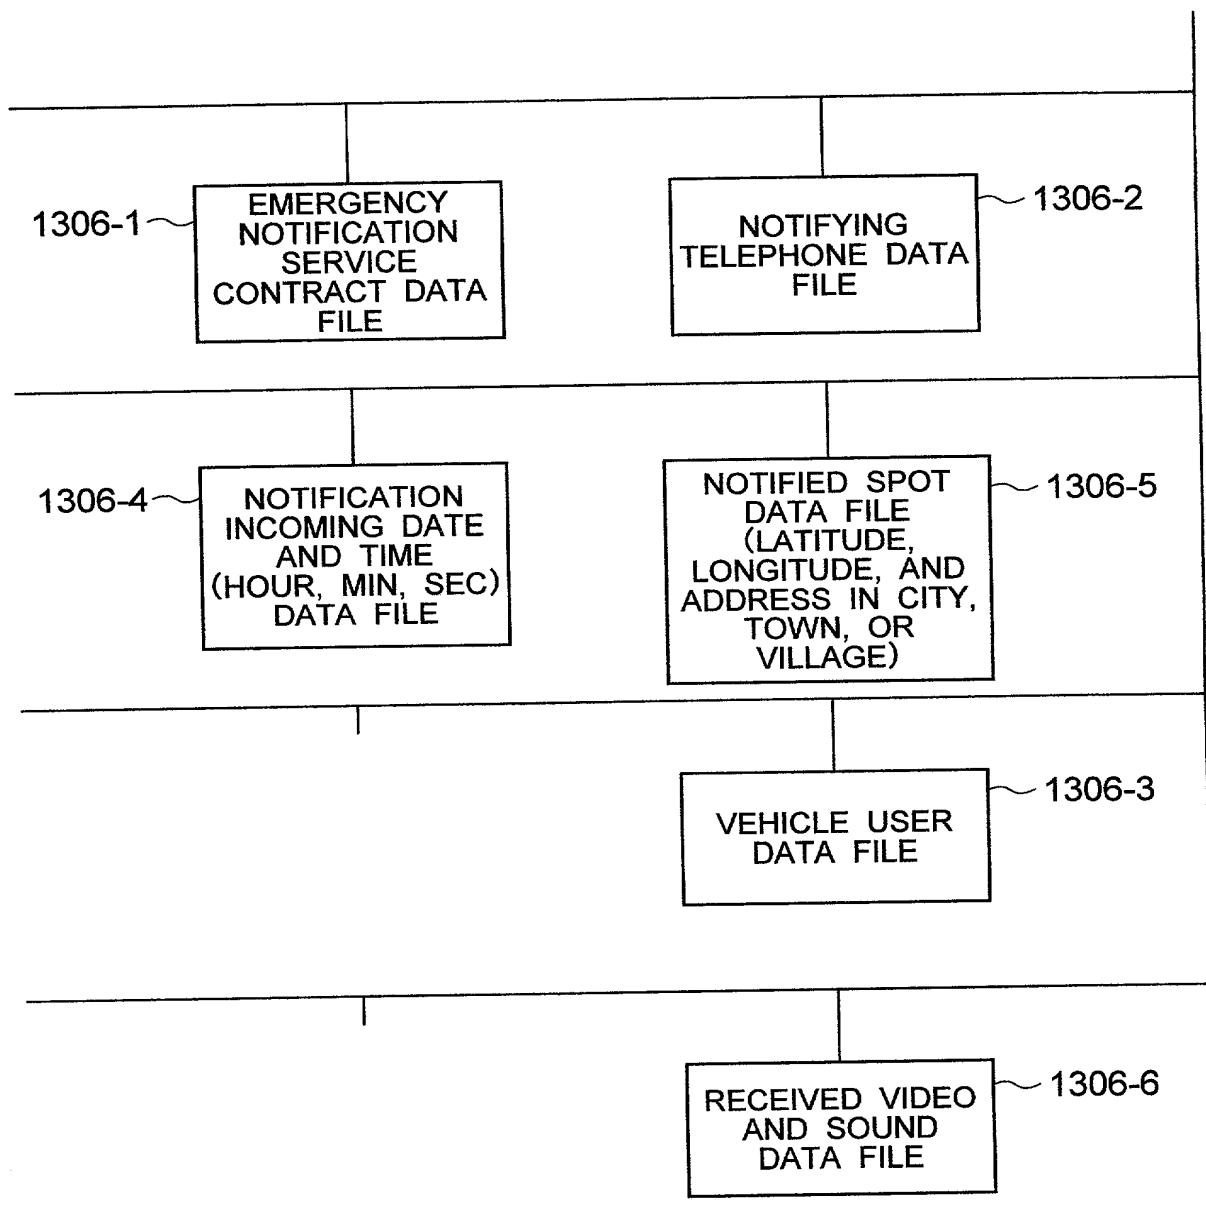 1306-1
EMERGENCY
NOTIFICATION
SERVICE
CONTRACT DATA
FILE
NOTIFYING
TELEPHONE DATA
FILE
1306-2
1306-4
NOTIFICATION
INCOMING DATE
AND TIME
(HOUR, MIN, SEC)
DATA FILE
NOTIFIED SPOT
DATA FILE
(LATITUDE,
LONGITUDE, AND
ADDRESS IN CITY,
TOWN, OR
VILLAGE)
1306-5
VEHICLE USER
DATA FILE
1306-3
RECEIVED VIDEO
AND SOUND
DATA FILE
1306-6